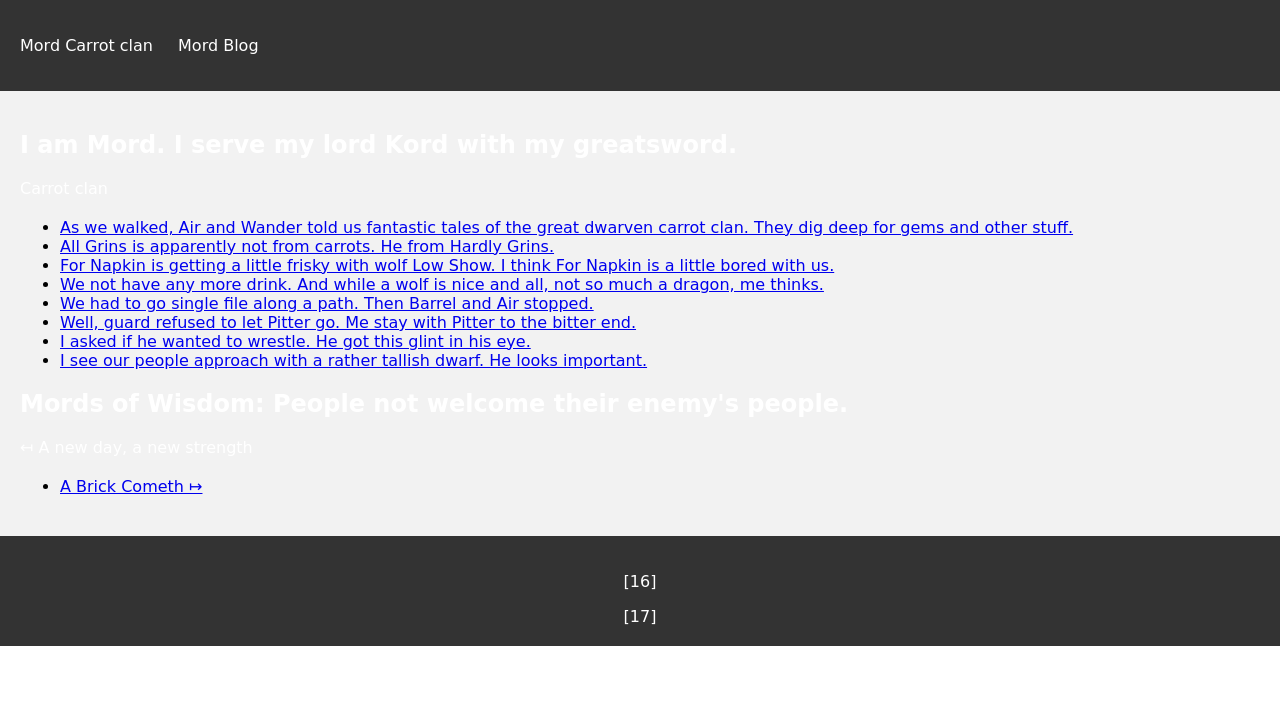 Mord Carrot clan Mord Blog
I am Mord. I serve my lord Kord with my greatsword.
Carrot clan
• As we walked, Air and Wander told us fantastic tales of the great dwarven carrot clan. They dig deep for gems and other stuff.
• All Grins is apparently not from carrots. He from Hardly Grins.
• For Napkin is getting a little frisky with wolf Low Show. I think For Napkin is a little bored with us.
• We not have any more drink. And while a wolf is nice and all, not so much a dragon, me thinks.
• We had to go single file along a path. Then Barrel and Air stopped.
• Well, guard refused to let Pitter go. Me stay with Pitter to the bitter end.
• I asked if he wanted to wrestle. He got this glint in his eye.
• I see our people approach with a rather tallish dwarf. He looks important.
Mords of Wisdom: People not welcome their enemy's people.
↤ A new day, a new strength
• A Brick Cometh ↦
[16]
[17]